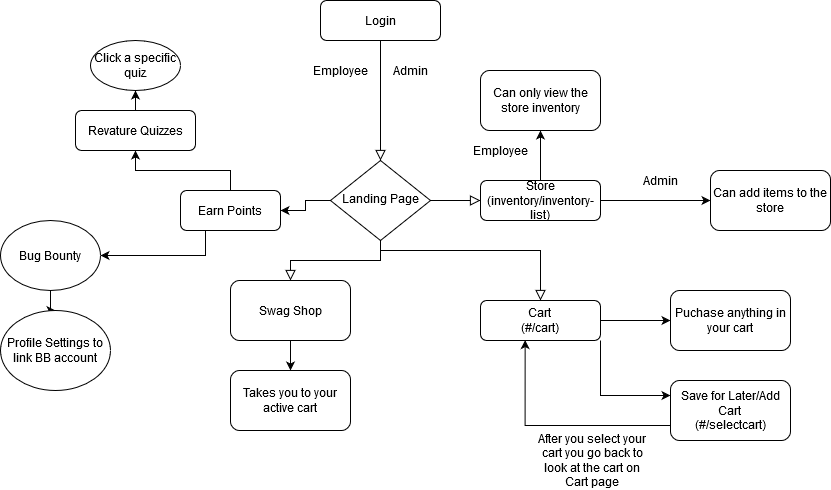 Login
Click a specific
quiz
Employee
Admin
Can only view the
store inventory
Revature Quizzes
Employee
Admin
Landing Page
Store
(inventory/inventory-
list)
Can add items to the
store
Earn Points
Bug Bounty
Swag Shop
Cart
(#/cart)
Puchase anything in
your cart
Profile Settings to
link BB account
Takes you to your
active cart
Save for Later/Add
Cart
(#/selectcart)
After you select your
cart you go back to
look at the cart on
Cart page